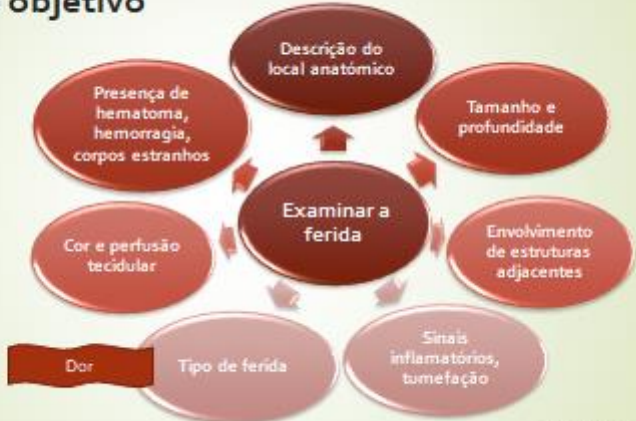 objetivo
Descrição do
local anatómico
Tamanho e
profundidade
Envolvimento
de estruturas
adjacentes
Sinais
inflamatórios,
tumefação
Tipo de ferida
Dor
Cor e perfusão
tecidular
Presença de
hematoma,
hemorragia,
corpos estranhos
Examinar a
ferida